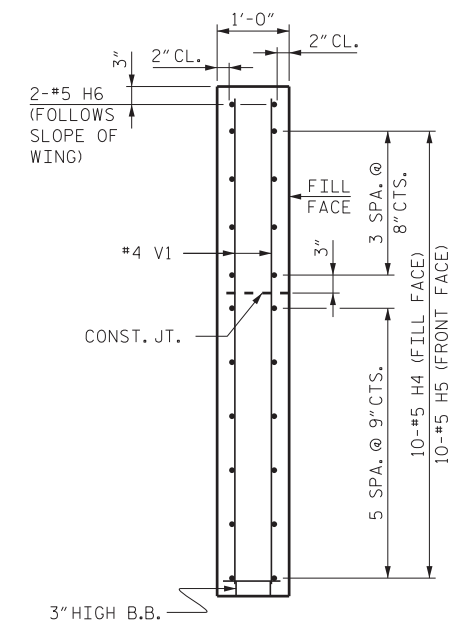 1'-0"
3"
2" CL.
2" CL.
2-#5 H6
(FOLLOWS
SLOPE OF
WING)
FILL
FACE
3 SPA. @
8" CTS.
#4 V1
3"
CONST. JT.
5 SPA. @ 9" CTS.
10-#5 H4 (FILL FACE)
10-#5 H5 (FRONT FACE)
3" HIGH B.B.